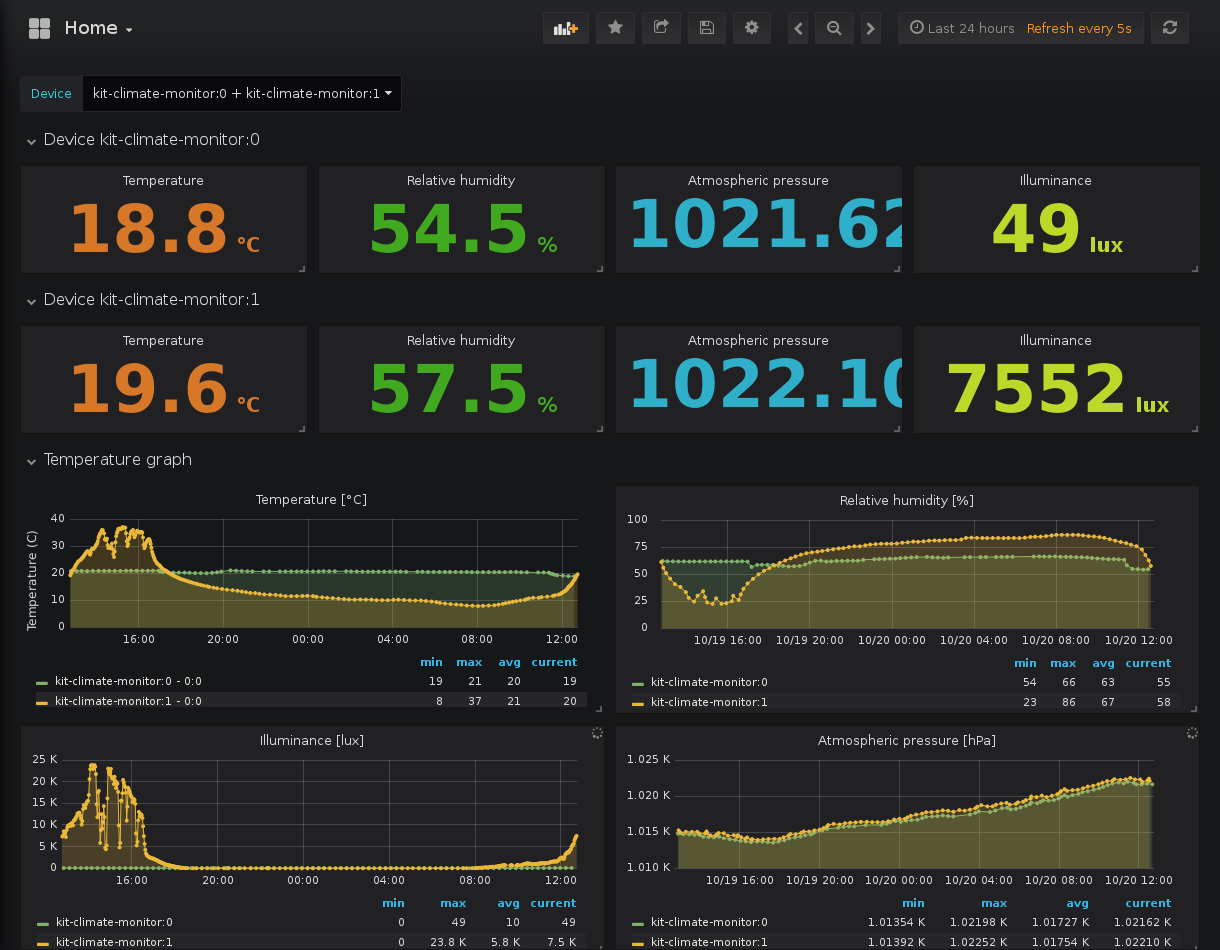 Home
Last 24 hours Refresh every 5s
Device kit-climate-monitor:0 + kit-climate-monitor:1
Device kit-climate-monitor:0
Temperature Relative humidity Atmospheric pressure Illuminance
18.8 °C 54.5 % 1021.62 49 lux
Device kit-climate-monitor:1
Temperature Relative humidity Atmospheric pressure Illuminance
19.6 °C 57.5 % 1022.10 7552 lux
Temperature graph
Temperature [°C]
Temperature (C)
40
30
20
10
0
16:00 20:00 00:00 04:00 08:00 12:00
min max avg current
kit-climate-monitor:0 - 0:0 19 21 20 19
kit-climate-monitor:1 - 0:0 8 37 21 20
Relative humidity [%]
100
75
50
25
0
10/19 16:00 10/19 20:00 10/20 00:00 10/20 04:00 10/20 08:00 10/20 12:00
min max avg current
kit-climate-monitor:0 54 66 63 55
kit-climate-monitor:1 23 86 67 58
Illuminance [lux]
25 K
20 K
15 K
10 K
5 K
0
16:00 20:00 00:00 04:00 08:00 12:00
min max avg current
kit-climate-monitor:0 0 49 10 49
kit-climate-monitor:1 0 23.8 K 5.8 K 7.5 K
Atmospheric pressure [hPa]
1.025 K
1.020 K
1.015 K
1.010 K
10/19 16:00 10/19 20:00 10/20 00:00 10/20 04:00 10/20 08:00 10/20 12:00
min max avg current
kit-climate-monitor:0 1.01354 K 1.02198 K 1.01727 K 1.02162 K
kit-climate-monitor:1 1.01392 K 1.02252 K 1.01754 K 1.02210 K